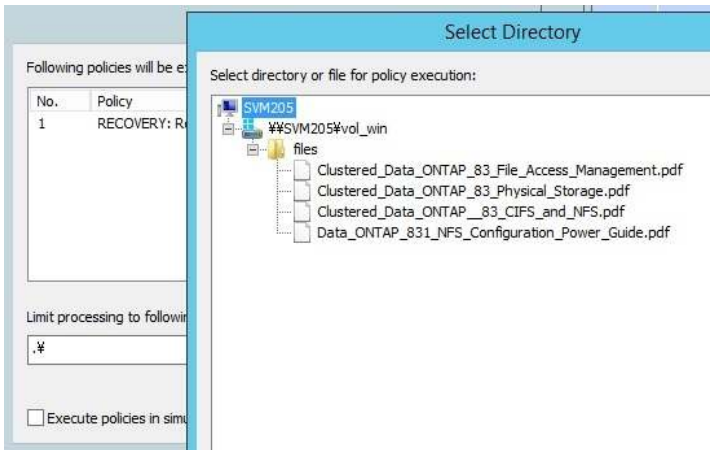 Select Directory
Following policies will be e
No. Policy
1 RECOVERY: R
Limit processing to followin
.¥
Execute policies in simu
Select directory or file for policy execution:
SVM205
¥¥SVM205¥vol_win
files
Clustered_Data_ONTAP_83_File_Access_Management.pdf
Clustered_Data_ONTAP_83_Physical_Storage.pdf
Clustered_Data_ONTAP__83_CIFS_and_NFS.pdf
Data_ONTAP_831_NFS_Configuration_Power_Guide.pdf